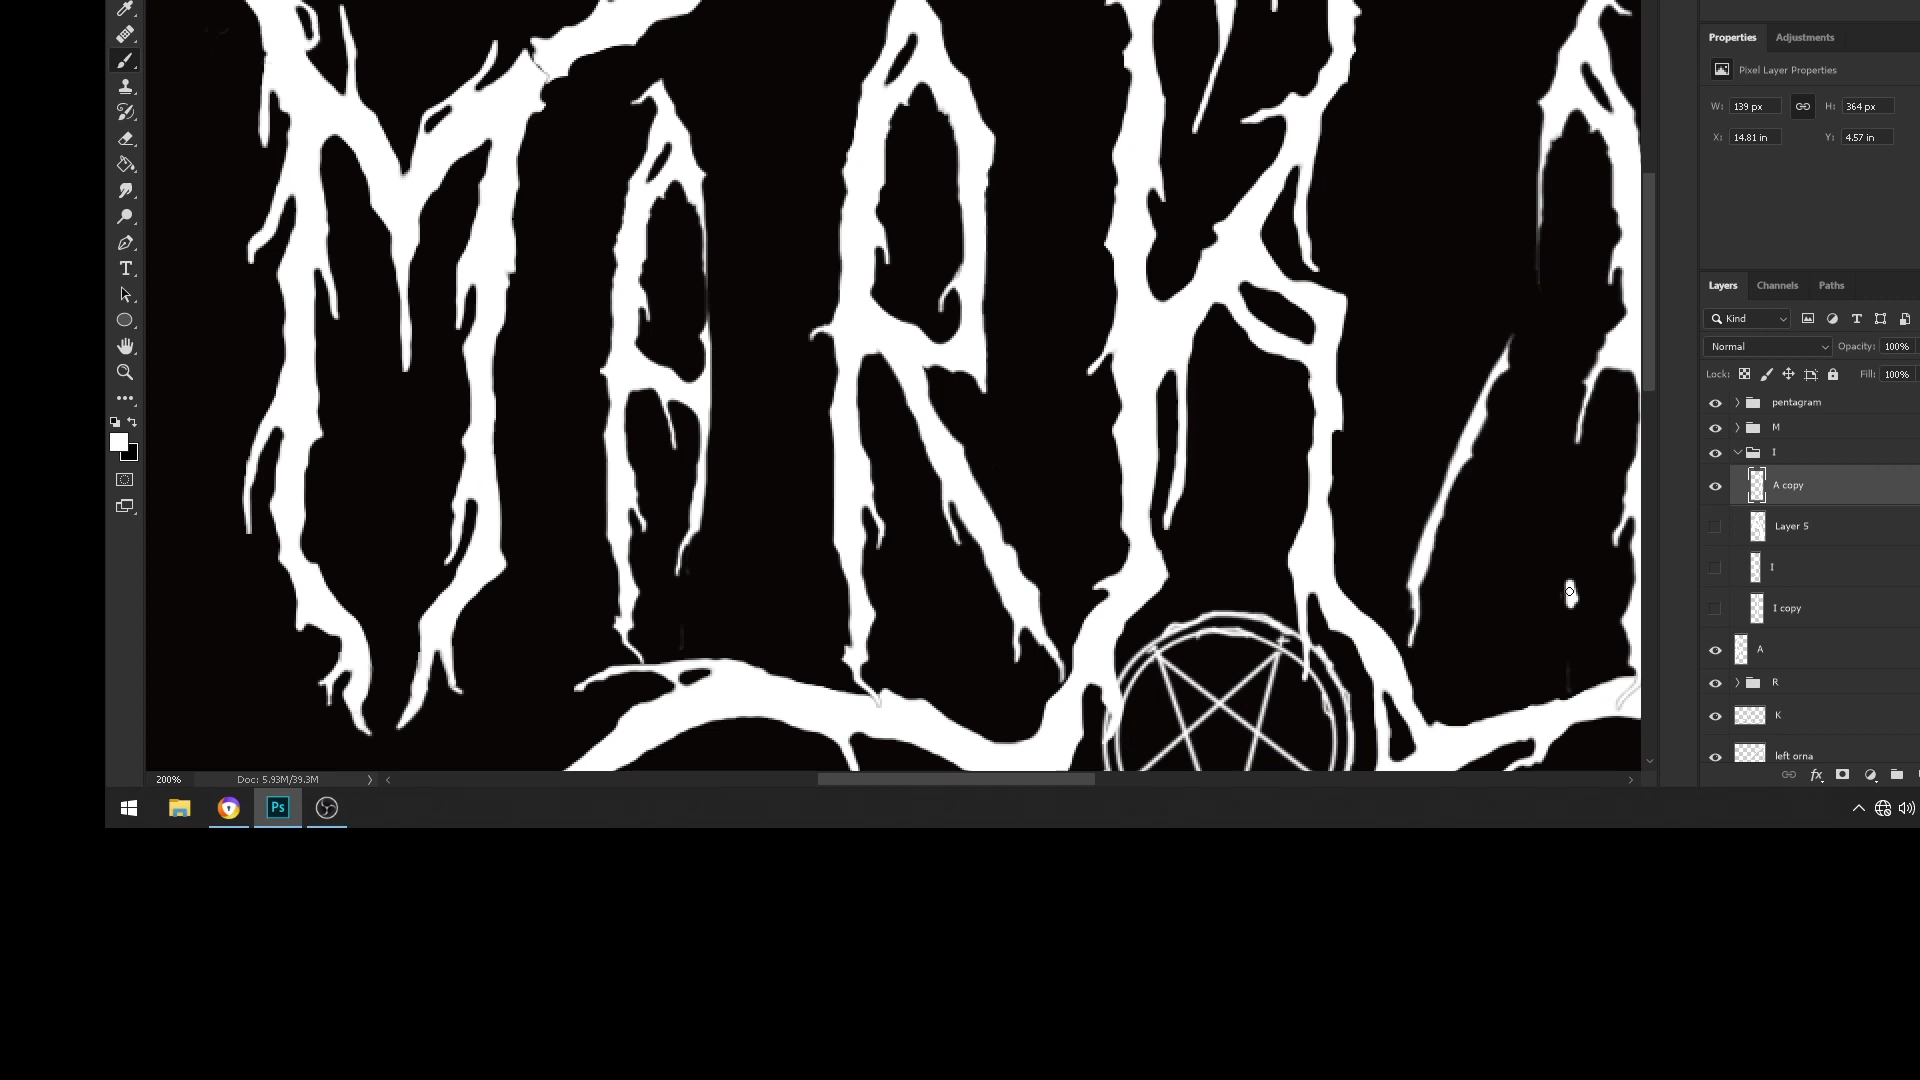 MARK
Properties Adjustments
Pixel Layer Properties
W: 139 px H: 364 px
X: 14.81 in Y: 4.57 in
Layers Channels Paths
Kind
Normal Opacity: 100%
Lock: Fill: 100%
pentagram
M
I
A copy
Layer 5
I
I copy
A
R
K
left orna
200% Doc: 5.93M/39.3M
Ps